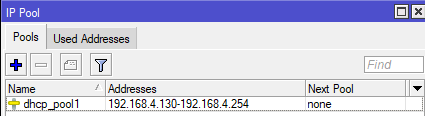 IP Pool
Pools Used Addresses
Find
Name Addresses Next Pool
dhcp_pool1 192.168.4.130-192.168.4.254 none